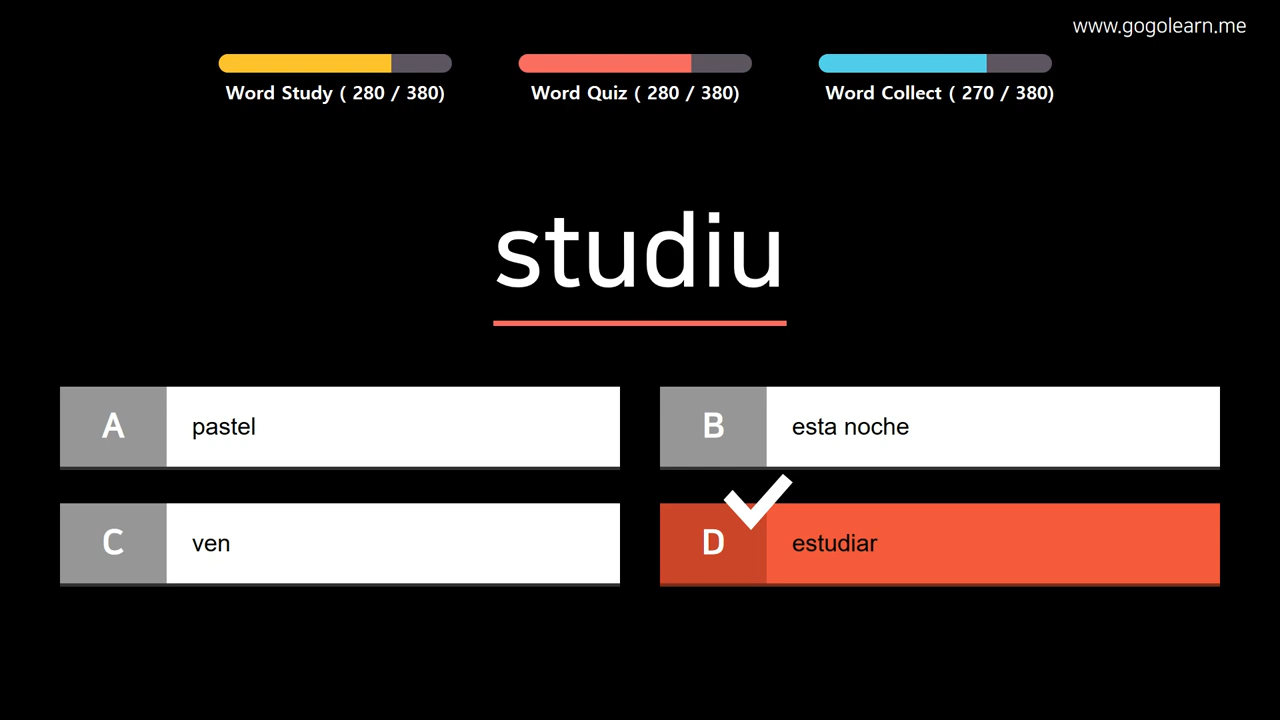 www.gogolearn.me
Word Study ( 280 / 380)
Word Quiz ( 280 / 380)
Word Collect ( 270 / 380)
studiu
A pastel
B esta noche
C ven
D estudiar